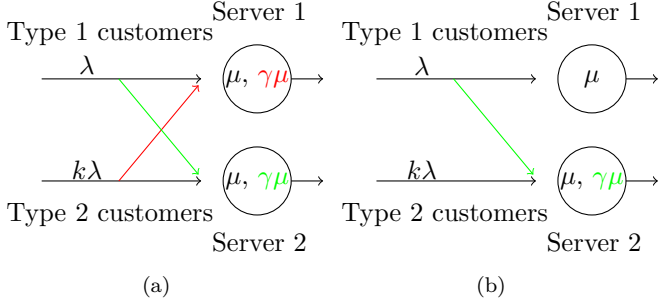 Server 1
Type 1 customers
λ
μ, γμ
kλ
μ, γμ
Type 2 customers
Server 2
(a)
Server 1
Type 1 customers
λ
μ
kλ
μ, γμ
Type 2 customers
Server 2
(b)